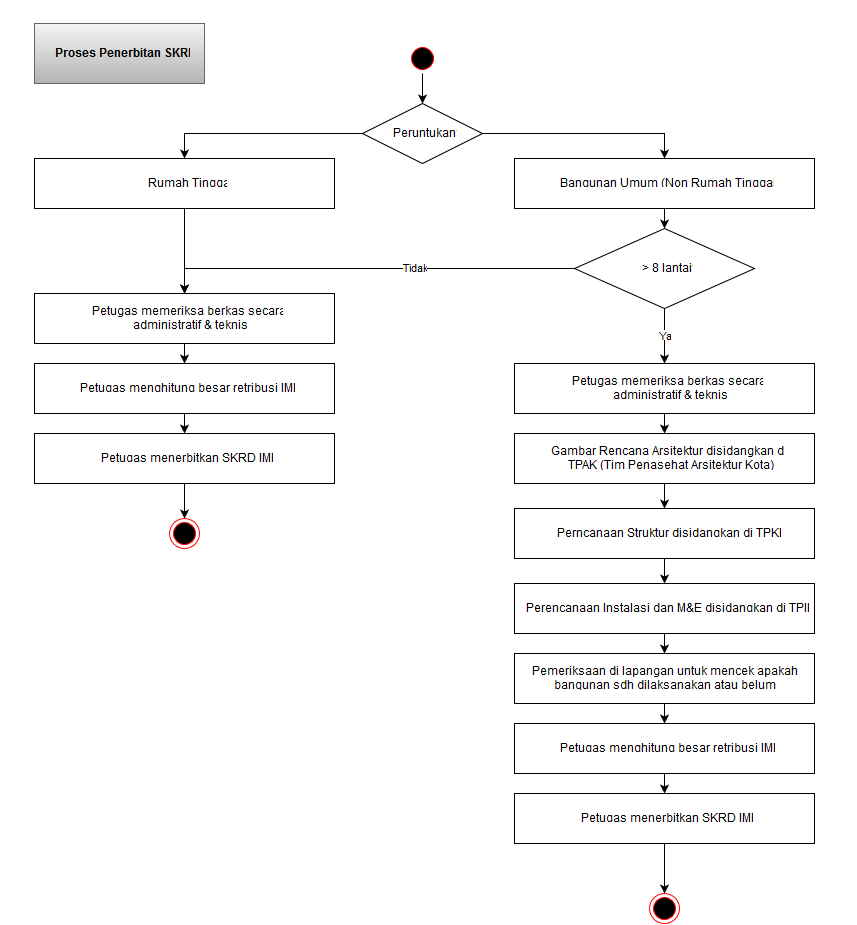 Proses Penerbitan SKRI
Peruntukan
Rumah Tingga
Bangunan Umum (Non Rumah Tinggal
Tidak
> 8 lantai
Petugas memeriksa berkas secara
administratif & teknis
Ya
Petugas menghitung besar retribusi IMI
Petugas memeriksa berkas secara
administratif & teknis
Petugas menerbitkan SKRD IMI
Gambar Rencana Arsitektur disidangkan d
TPAK (Tim Penasehat Arsitektur Kota)
Perncanaan Struktur disidangkan di TPKI
Perencanaan Instalasi dan M&E disidangkan di TPII
Pemeriksaan di lapangan untuk mencek apakah
bangunan sdh dilaksanakan atau belum
Petugas menghitung besar retribusi IMI
Petugas menerbitkan SKRD IMI